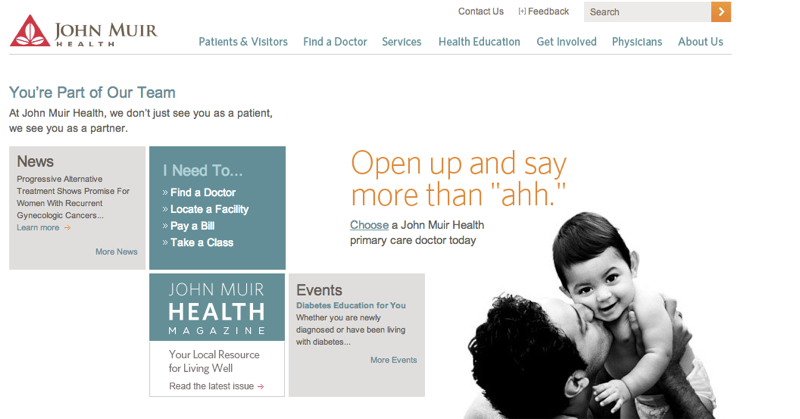 Contact Us
[+] Feedback
Search
JOHN MUIR
HEALTH
Patients & Visitors
Find a Doctor
Services
Health Education
Get Involved
Physicians
About Us
You're Part of Our Team
At John Muir Health, we don't just see you as a patient,
we see you as a partner.
News
Progressive Alternative
Treatment Shows Promise For
Women With Recurrent
Gynecologic Cancers...
Learn more →
More News
I Need To...
» Find a Doctor
» Locate a Facility
» Pay a Bill
» Take a Class
Open up and say
more than "ahh."
Choose a John Muir Health
primary care doctor today
JOHN MUIR
HEALTH
MAGAZINE
Your Local Resource
for Living Well
Read the latest issue →
Events
Diabetes Education for You
Whether you are newly
diagnosed or have been living
with diabetes...
More Events